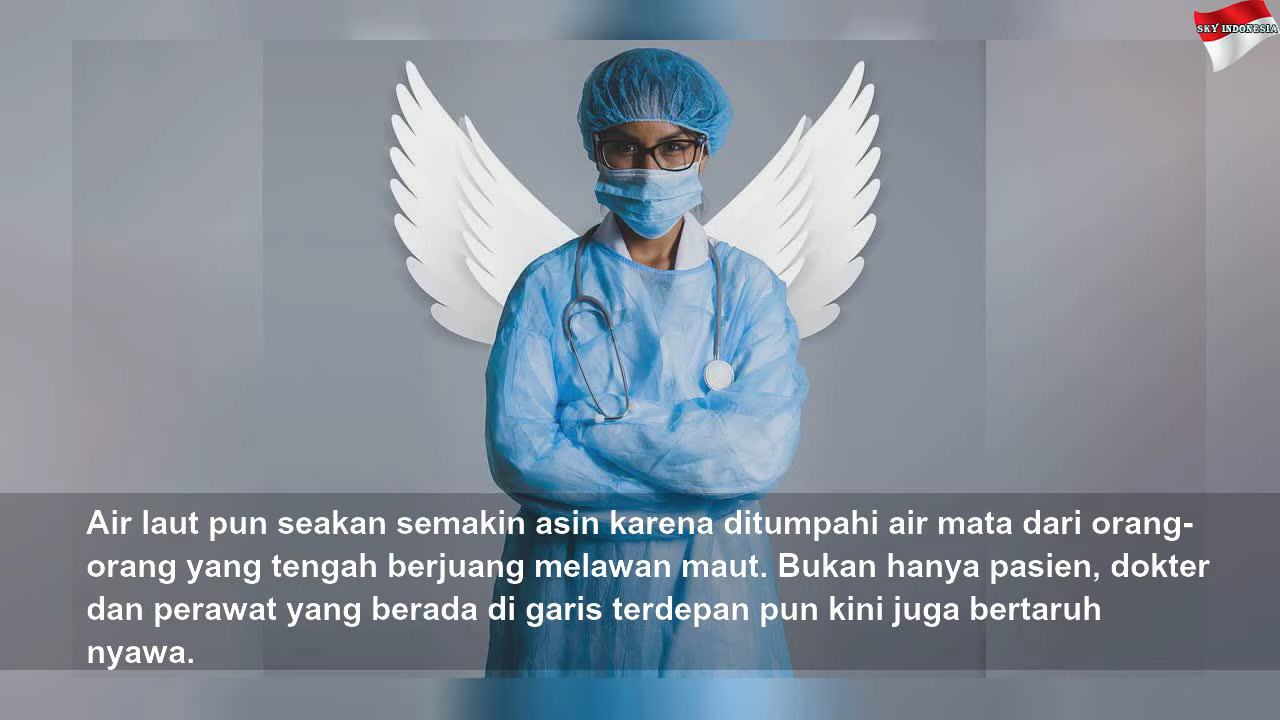 SKY INDONESIA
Air laut pun seakan semakin asin karena ditumpahi air mata dari orang-
orang yang tengah berjuang melawan maut. Bukan hanya pasien, dokter
dan perawat yang berada di garis terdepan pun kini juga bertaruh
nyawa.